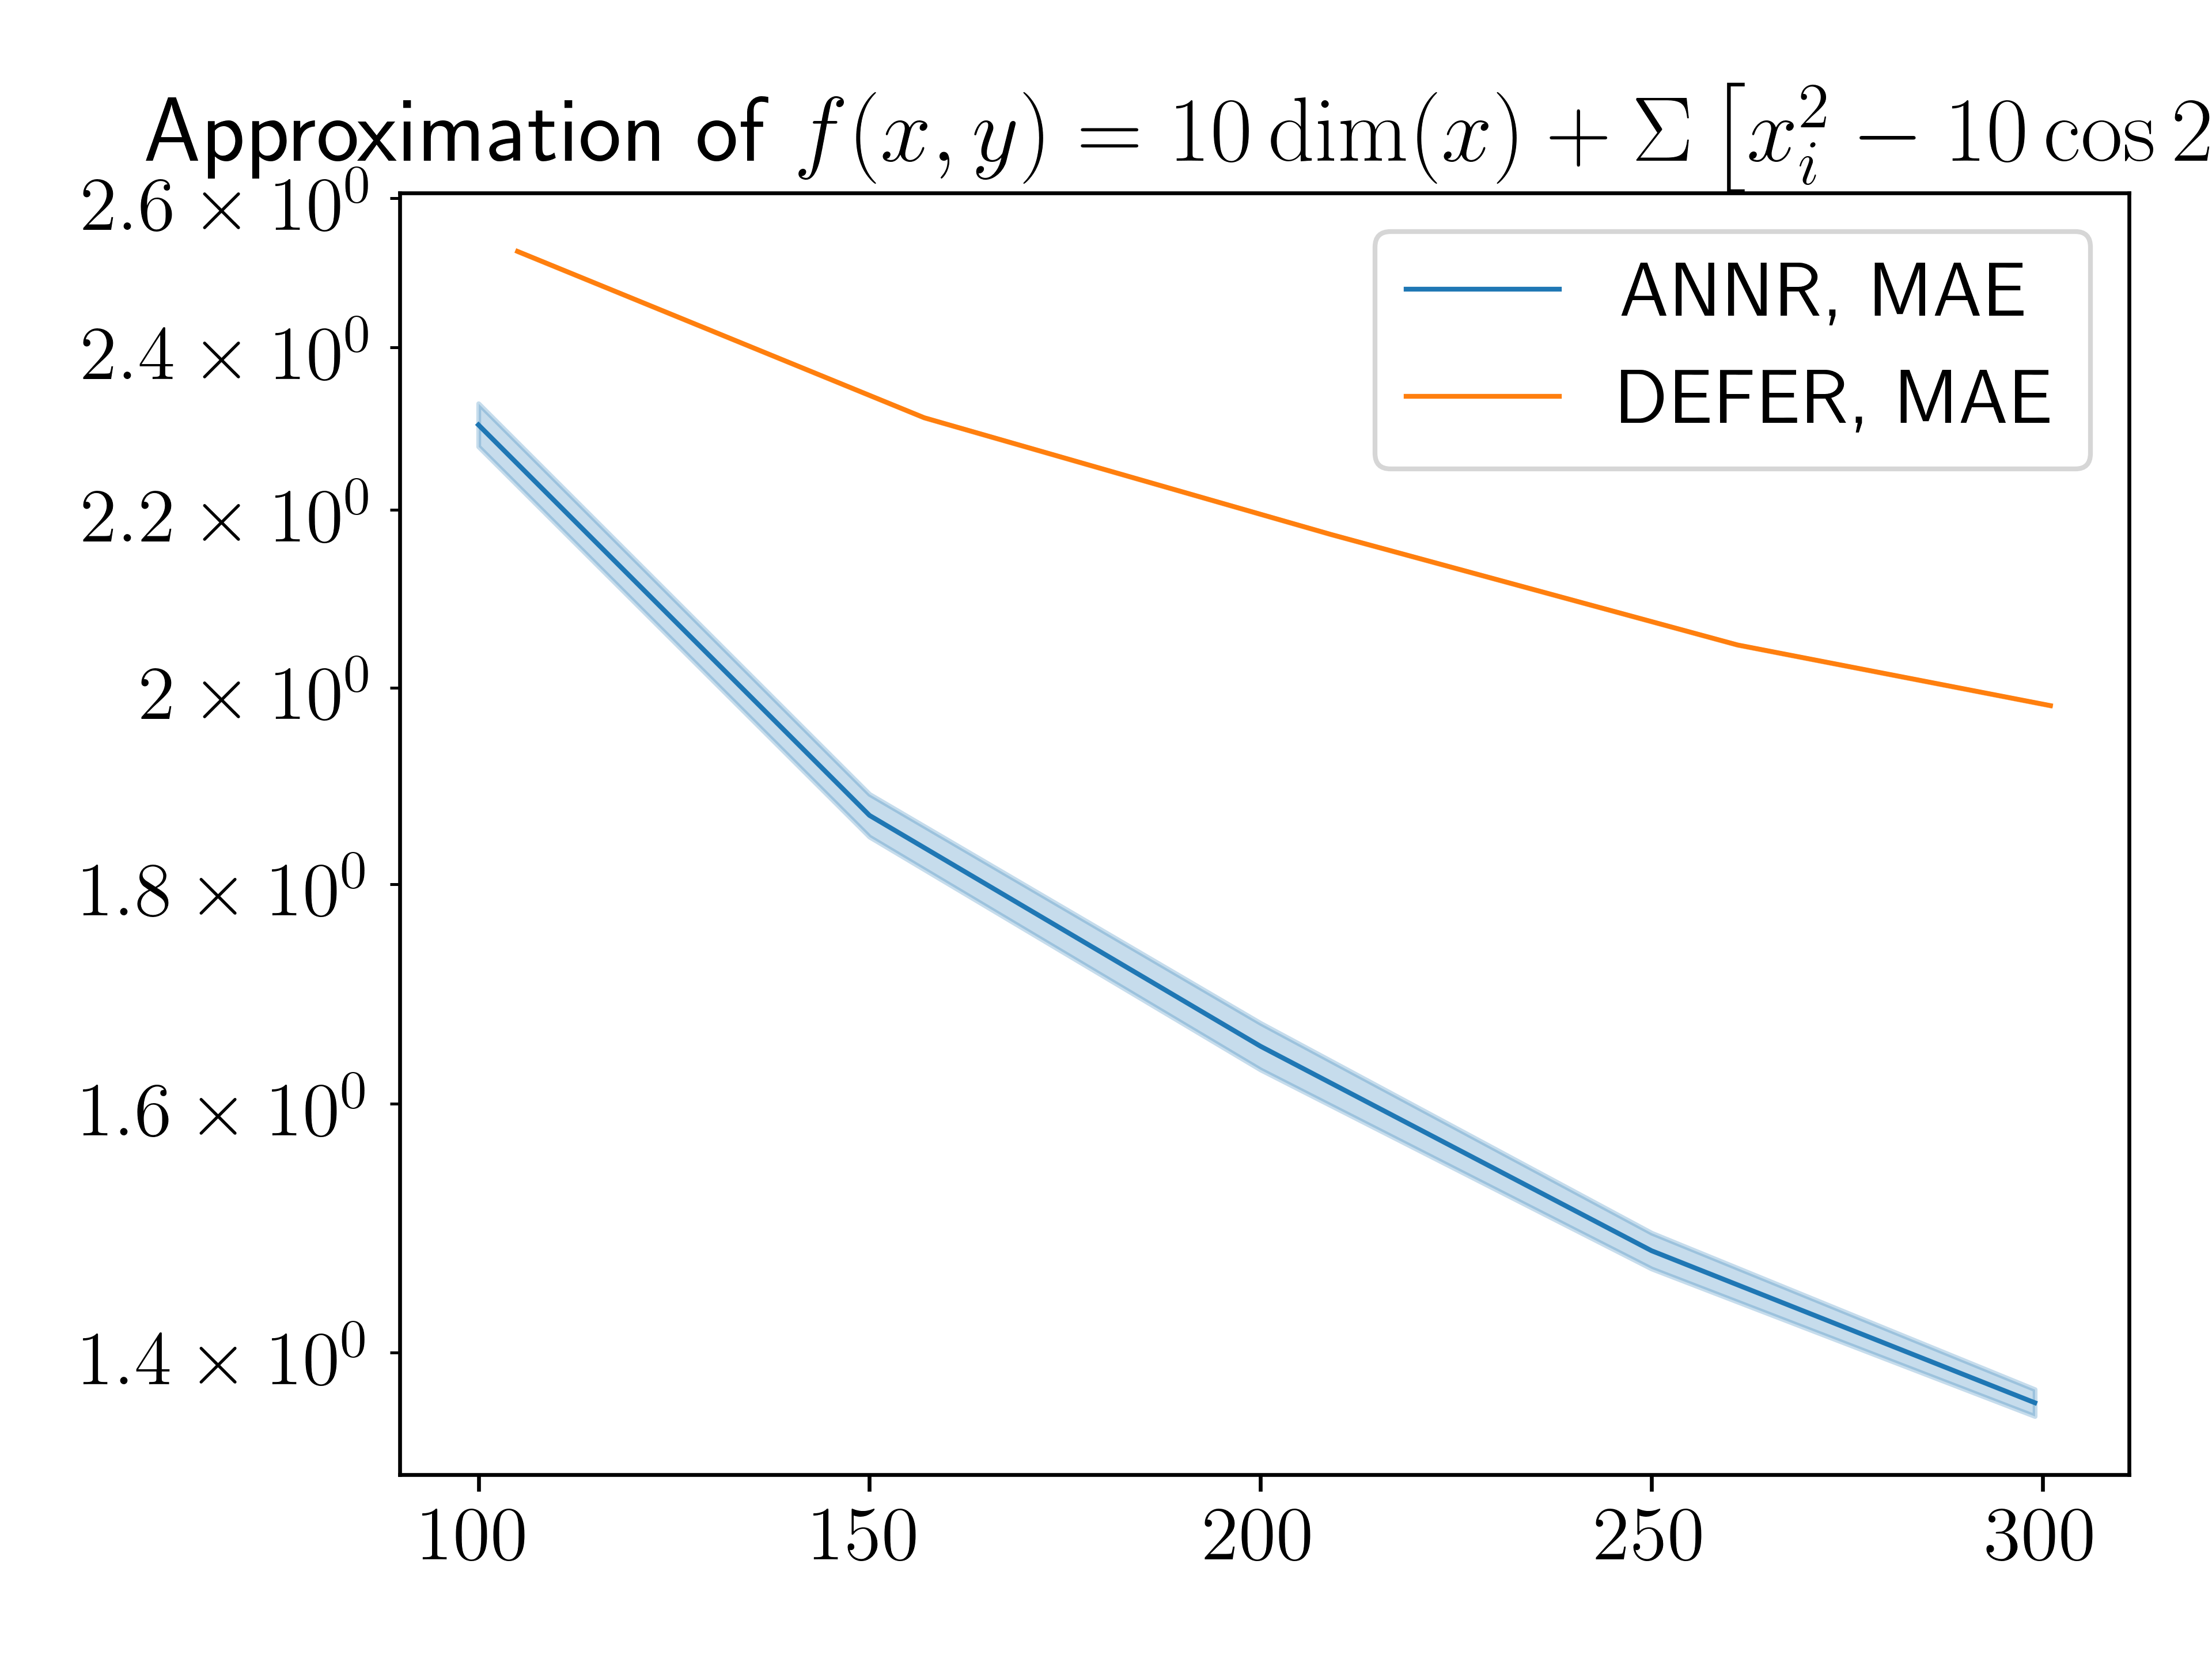 Approximation of f(x, y) = 10 dim(x) + Σ [x_i^2 − 10 cos 2
2.6 × 10^0
2.4 × 10^0
2.2 × 10^0
2 × 10^0
1.8 × 10^0
1.6 × 10^0
1.4 × 10^0
ANNR, MAE
DEFER, MAE
100 150 200 250 300